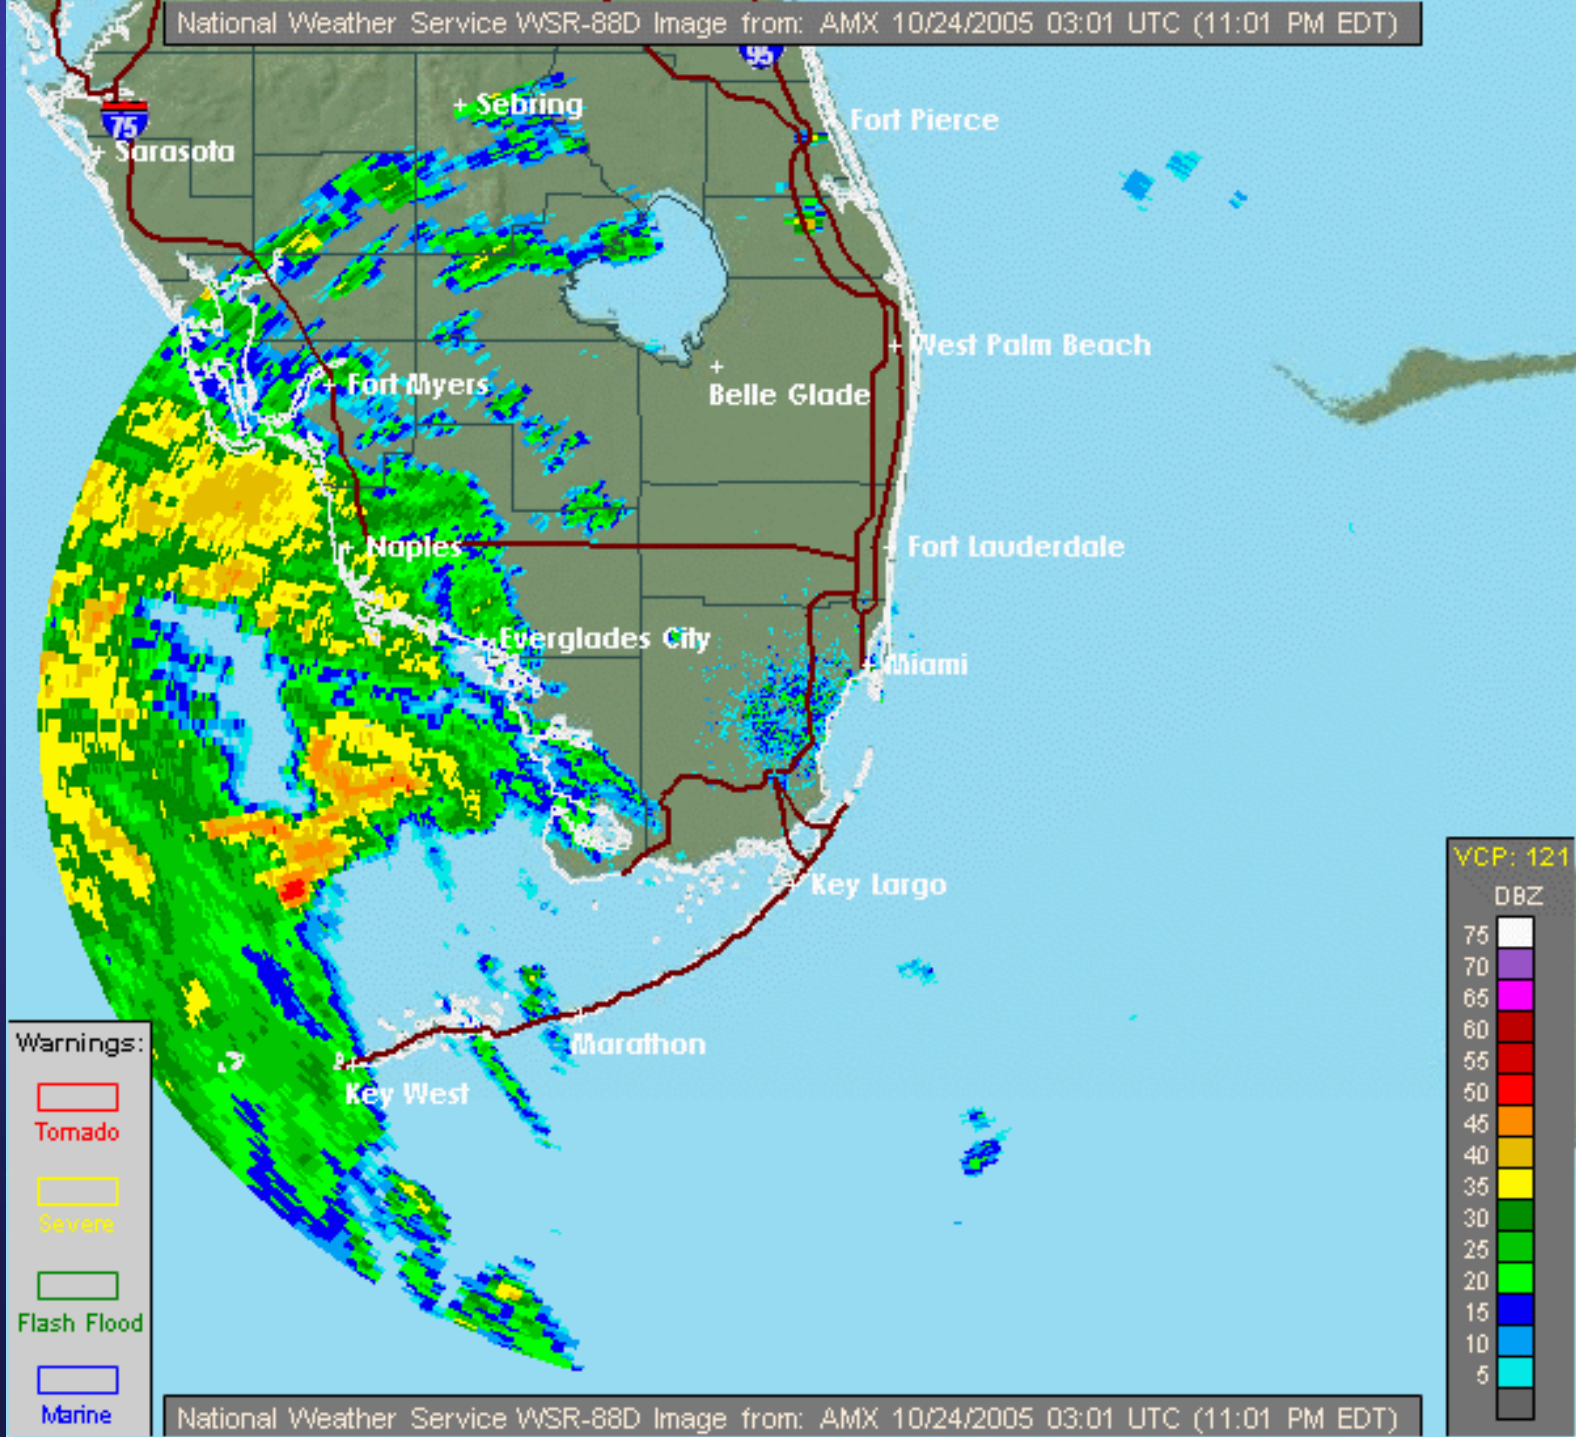 National Weather Service WSR-88D Image from: AMX 10/24/2005 03:01 UTC (11:01 PM EDT)
95
Sebring
Fort Pierce
75
Sarasota
West Palm Beach
Fort Myers
Belle Glade
Naples
Fort Lauderdale
Everglades City
Miami
VCP: 121
Key Largo
DBZ
75
70
65
60
55
50
45
40
35
30
25
20
15
10
5
Marathon
Key West
Warnings:
Tornado
Severe
Flash Flood
Marine
National Weather Service WSR-88D Image from: AMX 10/24/2005 03:01 UTC (11:01 PM EDT)